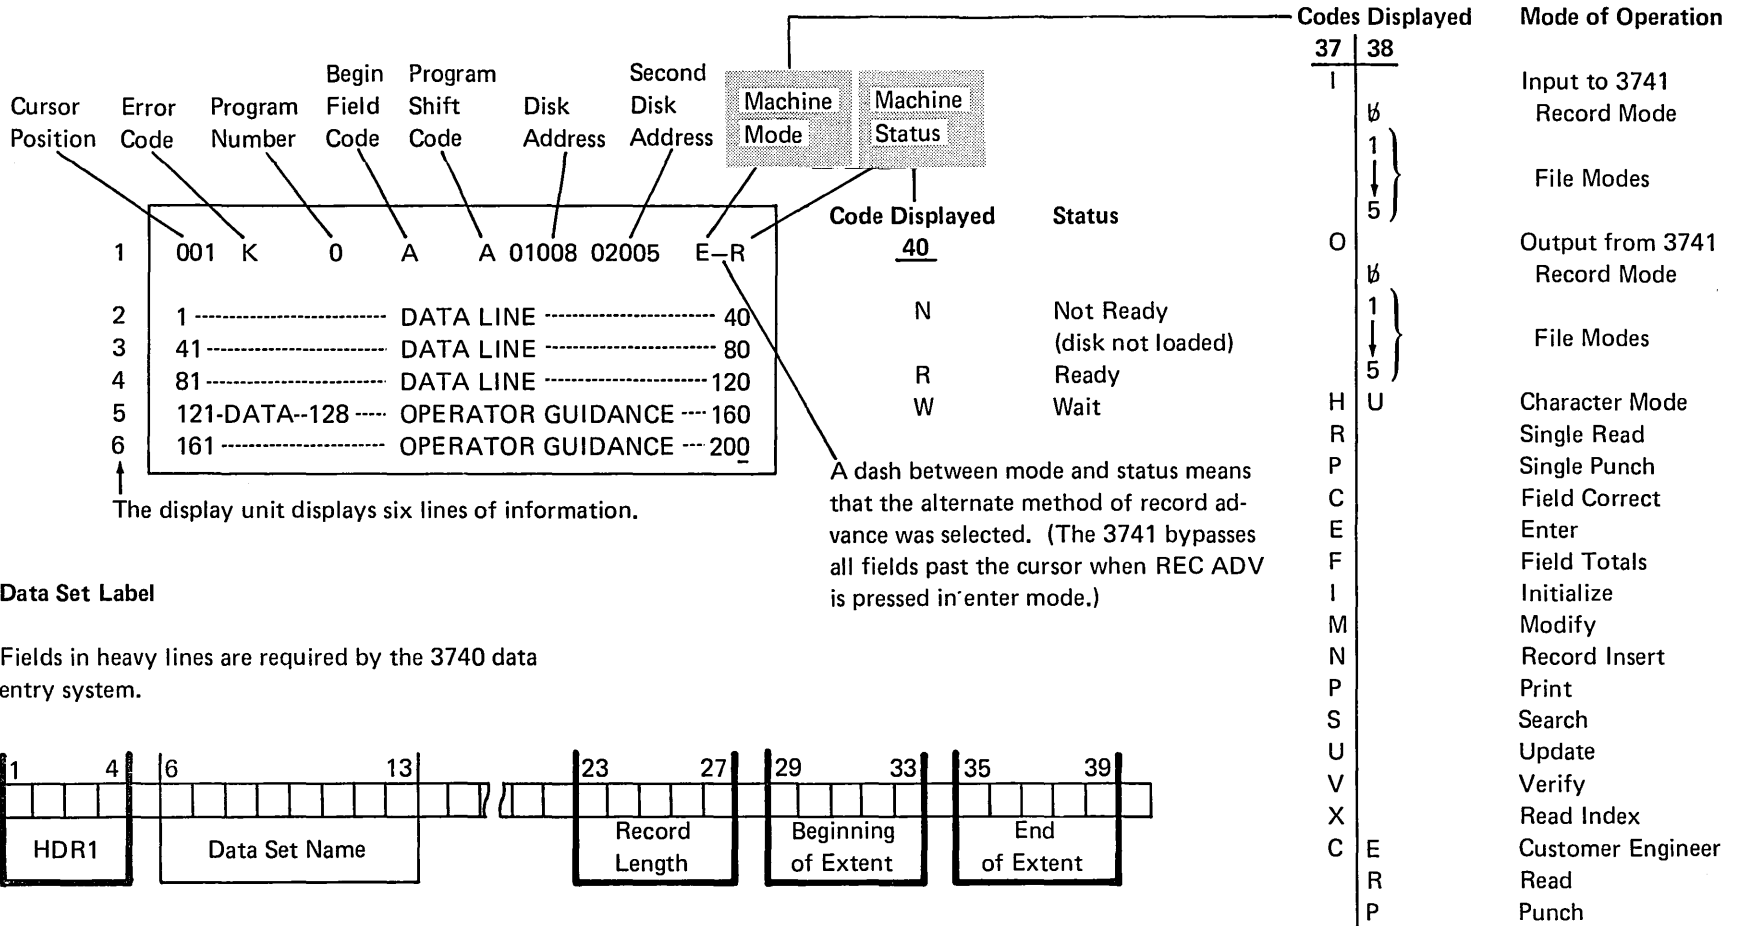 Codes Displayed Mode of Operation
37 38
I Input to 3741
ƀ Record Mode
1
File Modes
5
O Output from 3741
ƀ Record Mode
1
File Modes
5
H U Character Mode
R Single Read
P Single Punch
C Field Correct
E Enter
F Field Totals
I Initialize
M Modify
N Record Insert
P Print
S Search
U Update
V Verify
X Read Index
C E Customer Engineer
R Read
P Punch
Cursor Position
Error Code
Program Number
Begin Field Code
Program Shift Code
Disk Address
Second Disk Address
Machine Mode
Machine Status
1 001 K 0 A A 01008 02005 E–R
2 1 -------------------------- DATA LINE -------------------------- 40
3 41 ------------------------ DATA LINE -------------------------- 80
4 81 ------------------------ DATA LINE ------------------------ 120
5 121-DATA--128 ----- OPERATOR GUIDANCE ---- 160
6 161 ---------------------- OPERATOR GUIDANCE --- 200
The display unit displays six lines of information.
Code Displayed Status
40
N Not Ready
(disk not loaded)
R Ready
W Wait
A dash between mode and status means
that the alternate method of record ad-
vance was selected. (The 3741 bypasses
all fields past the cursor when REC ADV
is pressed in enter mode.)
Data Set Label
Fields in heavy lines are required by the 3740 data
entry system.
1 4 6 13 23 27 29 33 35 39
HDR1
Data Set Name
Record Length
Beginning of Extent
End of Extent